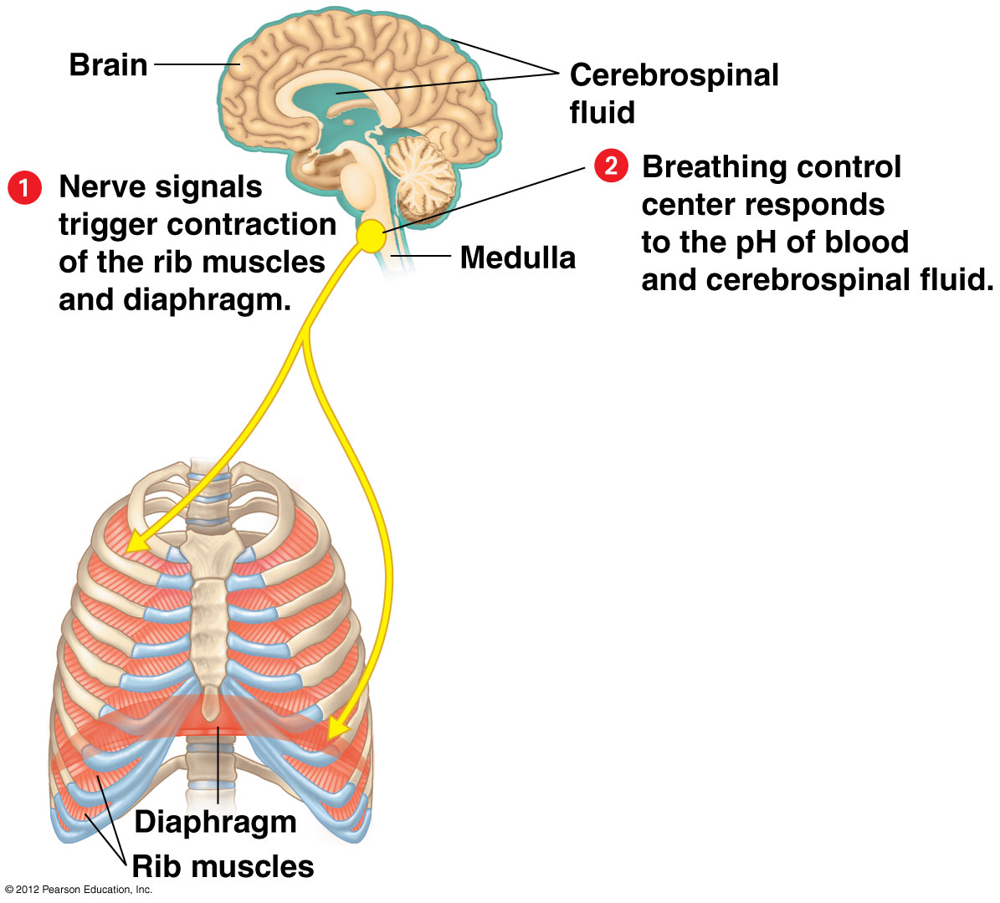 Brain
Cerebrospinal
fluid
1 Nerve signals
trigger contraction
of the rib muscles
and diaphragm.
2 Breathing control
center responds
to the pH of blood
and cerebrospinal fluid.
Medulla
Diaphragm
Rib muscles
© 2012 Pearson Education, Inc.